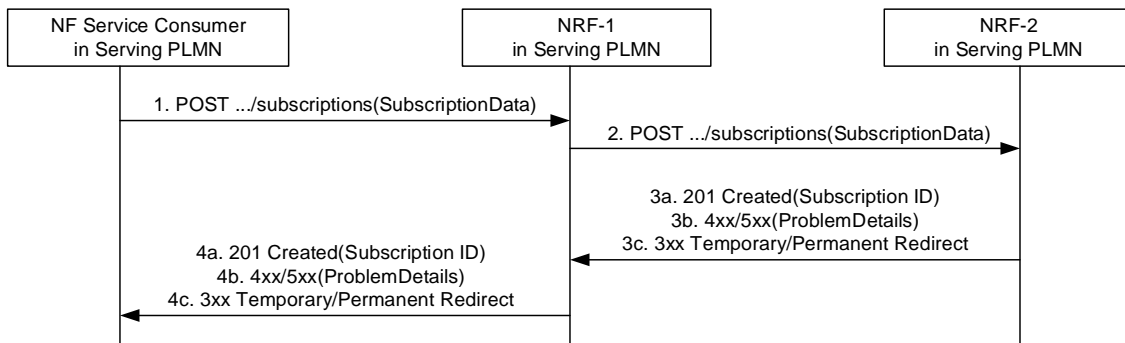 NF Service Consumer
in Serving PLMN
NRF-1
in Serving PLMN
NRF-2
in Serving PLMN
1. POST .../subscriptions(SubscriptionData)
2. POST .../subscriptions(SubscriptionData)
3a. 201 Created(Subscription ID)
3b. 4xx/5xx(ProblemDetails)
3c. 3xx Temporary/Permanent Redirect
4a. 201 Created(Subscription ID)
4b. 4xx/5xx(ProblemDetails)
4c. 3xx Temporary/Permanent Redirect